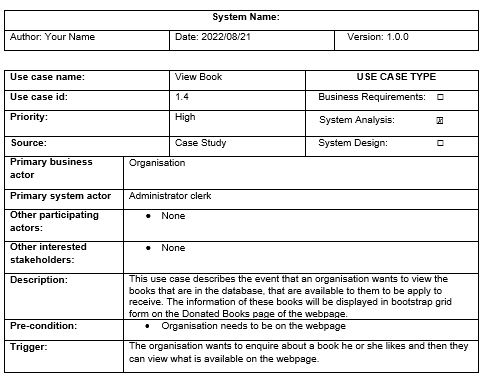 System Name:
Author: Your Name Date: 2022/08/21 Version: 1.0.0
Use case name: View Book USE CASE TYPE
Use case id: 1.4 Business Requirements: ☐
Priority: High System Analysis: ☒
Source: Case Study System Design: ☐
Primary business Organisation
actor
Primary system actor Administrator clerk
Other participating • None
actors:
Other interested • None
stakeholders:
Description: This use case describes the event that an organisation wants to view the
books that are in the database, that are available to them to be apply to
receive. The information of these books will be displayed in bootstrap grid
form on the Donated Books page of the webpage.
Pre-condition: • Organisation needs to be on the webpage
Trigger: The organisation wants to enquire about a book he or she likes and then they
can view what is available on the webpage.